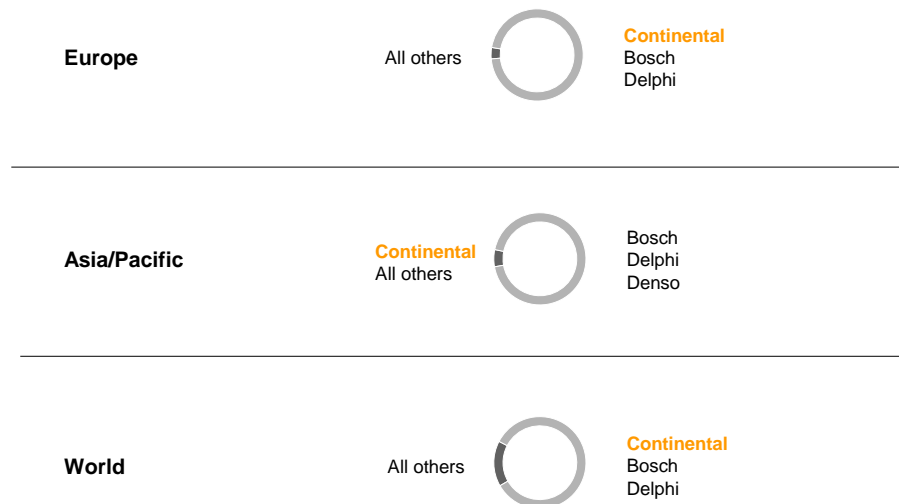 Europe
All others
Continental
Bosch
Delphi
Asia/Pacific
Continental
All others
Bosch
Delphi
Denso
World
All others
Continental
Bosch
Delphi